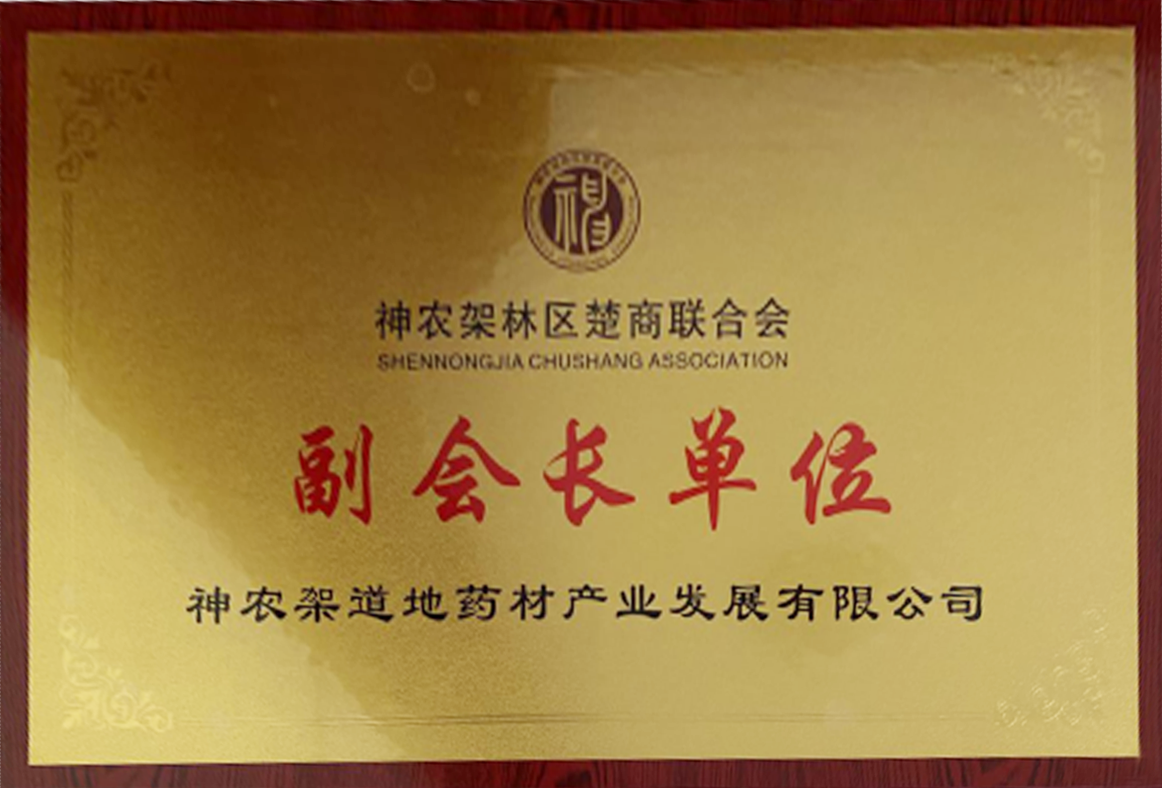 神农架林区楚商联合会
SHENNONGJIA CHUSHANG ASSOCIATION
副会长单位
神农架道地药材产业发展有限公司